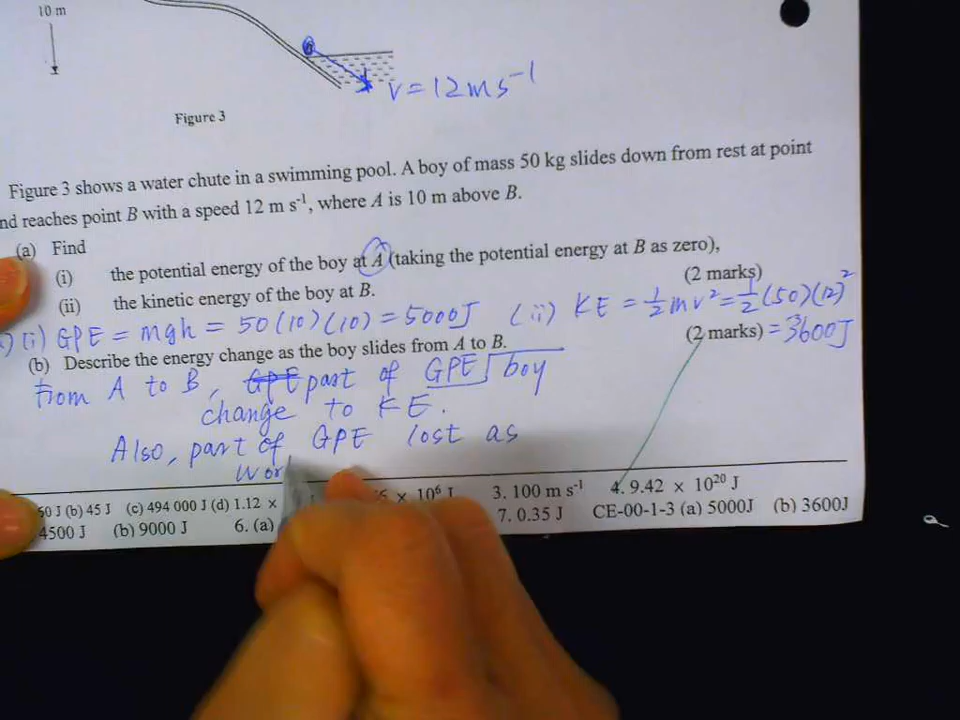 10 m
v = 12 m s⁻¹
Figure 3
Figure 3 shows a water chute in a swimming pool. A boy of mass 50 kg slides down from rest at point
nd reaches point B with a speed 12 m s⁻¹, where A is 10 m above B.
(a) Find
(i) the potential energy of the boy at A (taking the potential energy at B as zero),
(2 marks)
(ii) the kinetic energy of the boy at B.
) (i) GPE = mgh = 50(10)(10) = 5000J (ii) KE = ½mv² = ½(50)(12)²
(2 marks) = 3600J
(b) Describe the energy change as the boy slides from A to B.
from A to B, GPE part of GPE boy
change to KE.
Also, part of GPE lost as
wor
50 J (b) 45 J (c) 494 000 J (d) 1.12 × × 10⁶ J 3. 100 m s⁻¹ 4. 9.42 × 10²⁰ J
4500 J (b) 9000 J 6. (a) 7. 0.35 J CE-00-1-3 (a) 5000J (b) 3600J